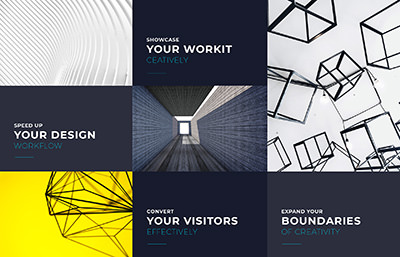 SHOWCASE
YOUR WORKIT
CEATIVELY
SPEED UP
YOUR DESIGN
WORKFLOW
CONVERT
YOUR VISITORS
EFFECTIVELY
EXPAND YOUR
BOUNDARIES
OF CREATIVITY